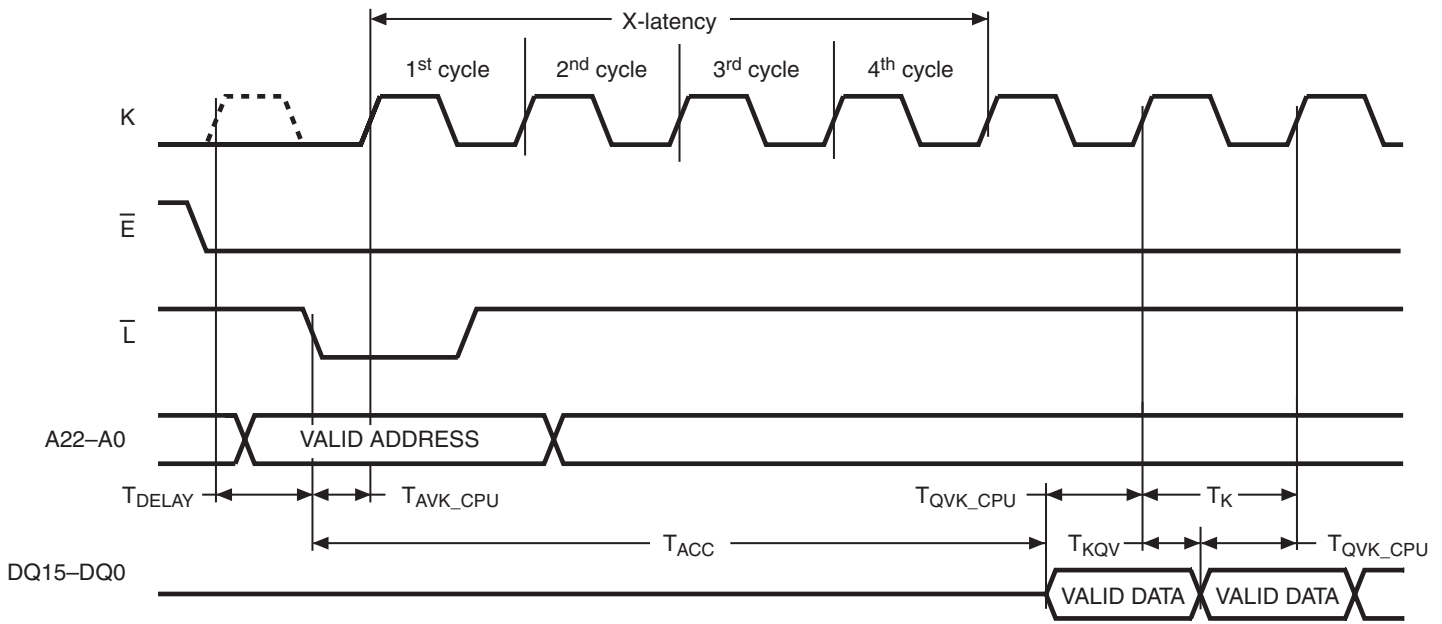 X-latency
1st cycle
2nd cycle
3rd cycle
4th cycle
K
E
L
A22–A0
VALID ADDRESS
TDELAY
TAVK_CPU
TQVK_CPU
TK
TACC
TKQV
TQVK_CPU
DQ15–DQ0
VALID DATA
VALID DATA